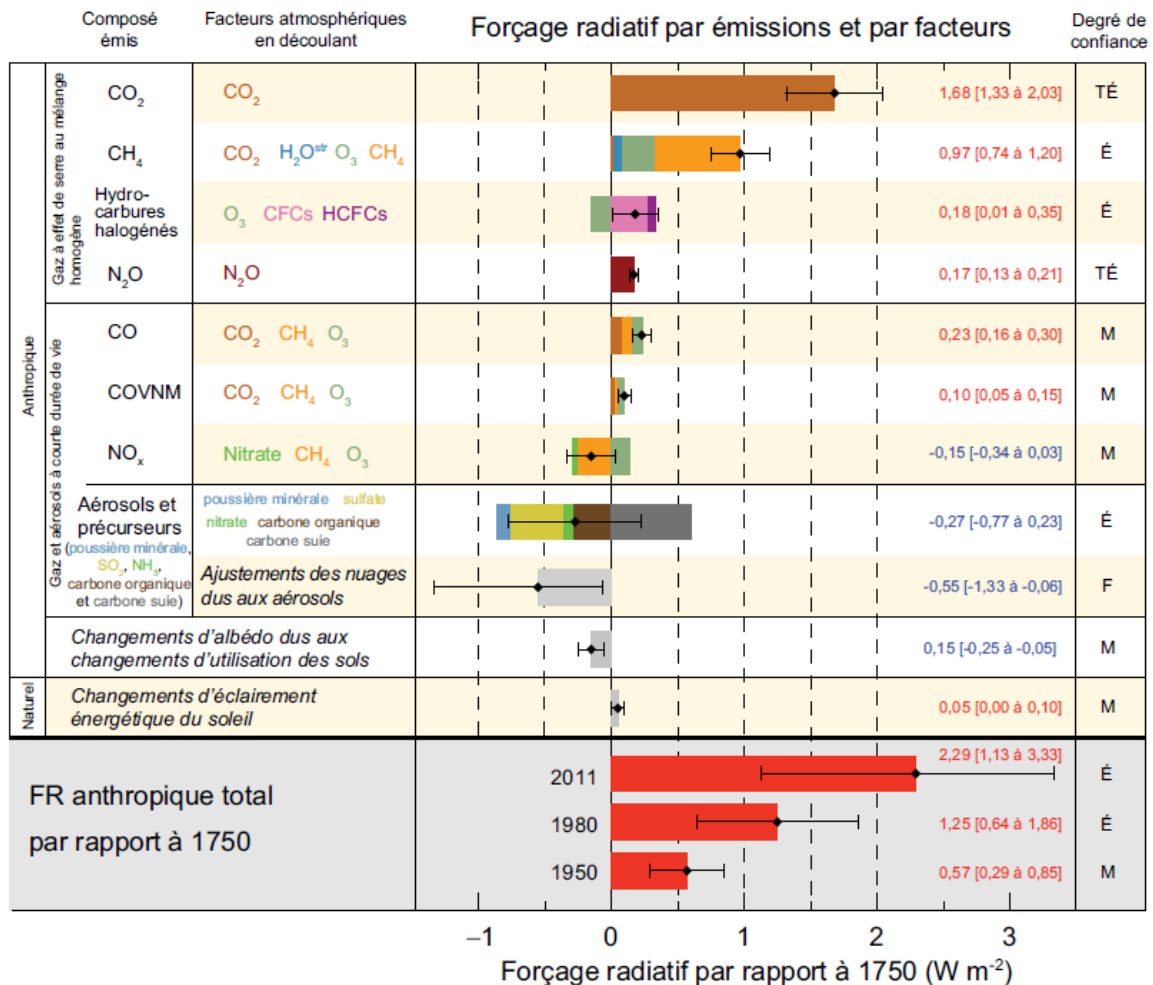 Composé émis
Facteurs atmosphériques en découlant
Forçage radiatif par émissions et par facteurs
Degré de confiance
Anthropique
Gaz à effet de serre au mélange homogène
CO₂
CO₂
1,68 [1,33 à 2,03]
TÉ
CH₄
CO₂ H₂Oˢᵗʳ O₃ CH₄
0,97 [0,74 à 1,20]
É
Hydro-
carbures
halogénés
O₃ CFCs HCFCs
0,18 [0,01 à 0,35]
É
N₂O
N₂O
0,17 [0,13 à 0,21]
TÉ
Gaz et aérosols à courte durée de vie
CO
CO₂ CH₄ O₃
0,23 [0,16 à 0,30]
M
COVNM
CO₂ CH₄ O₃
0,10 [0,05 à 0,15]
M
NOₓ
Nitrate CH₄ O₃
-0,15 [-0,34 à 0,03]
M
Aérosols et
précurseurs
(poussière minérale,
SO₂, NH₃,
carbone organique
et carbone suie)
poussière minérale sulfate
nitrate carbone organique
carbone suie
-0,27 [-0,77 à 0,23]
É
Ajustements des nuages
dus aux aérosols
-0,55 [-1,33 à -0,06]
F
Changements d'albédo dus aux
changements d'utilisation des sols
0,15 [-0,25 à -0,05]
M
Naturel
Changements d'éclairement
énergétique du soleil
0,05 [0,00 à 0,10]
M
FR anthropique total
par rapport à 1750
2011
2,29 [1,13 à 3,33]
É
1980
1,25 [0,64 à 1,86]
É
1950
0,57 [0,29 à 0,85]
M
–1 0 1 2 3
Forçage radiatif par rapport à 1750 (W m⁻²)